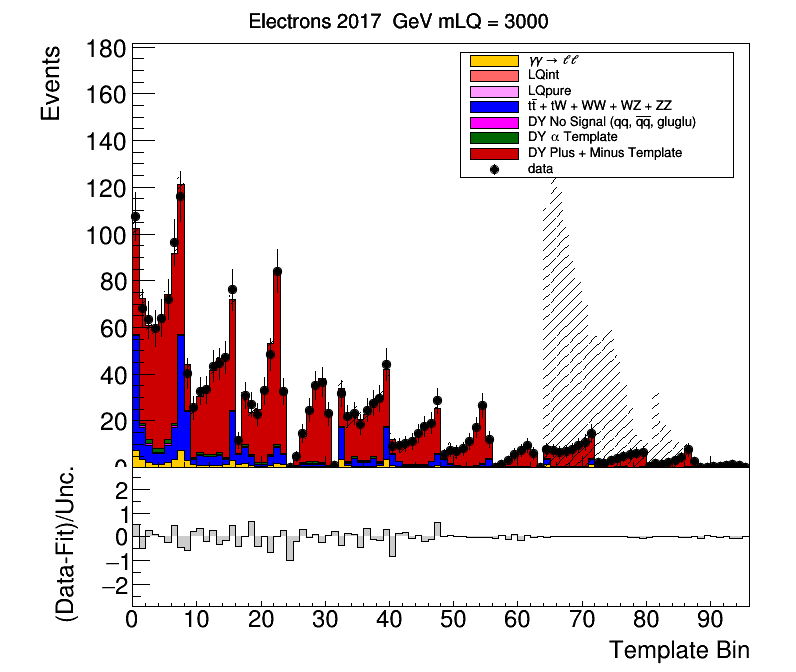 Electrons 2017  GeV mLQ = 3000
Events
180
160
140
120
100
80
60
40
20
0
γγ → ℓℓ
LQint
LQpure
tt̅ + tW + WW + WZ + ZZ
DY No Signal (qq, q̅q̅, gluglu)
DY α Template
DY Plus + Minus Template
data
(Data-Fit)/Unc.
2
1
0
−1
−2
0 10 20 30 40 50 60 70 80 90
Template Bin